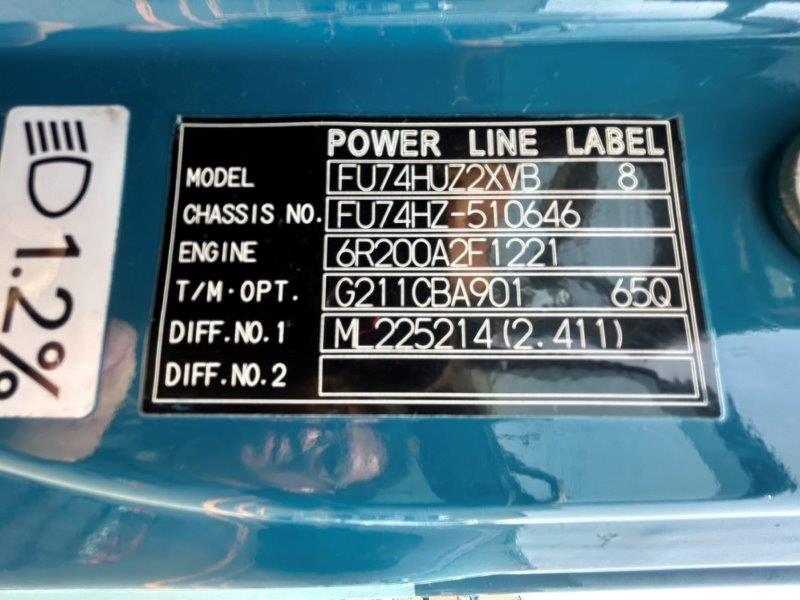 POWER LINE LABEL
MODEL FU74HUZ2XVB 8
CHASSIS NO. FU74HZ-510646
ENGINE 6R200A2F1221
T/M·OPT. G211CBA901 65Q
DIFF.NO.1 ML225214(2.411)
DIFF.NO.2
1.2%